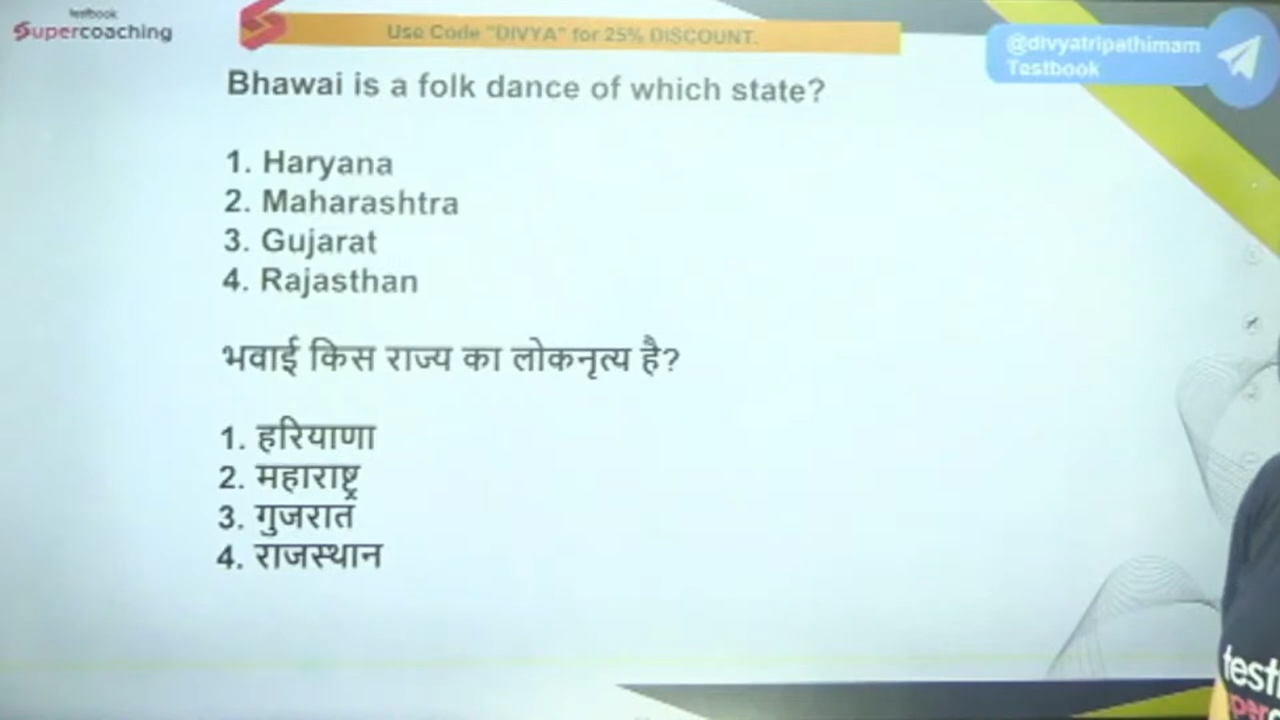 testbook
Supercoaching
Use Code "DIVYA" for 25% DISCOUNT.
@divyatripathimam
Testbook
Bhawai is a folk dance of which state?
1. Haryana
2. Maharashtra
3. Gujarat
4. Rajasthan
भवाई किस राज्य का लोकनृत्य है?
1. हरियाणा
2. महाराष्ट्र
3. गुजरात
4. राजस्थान